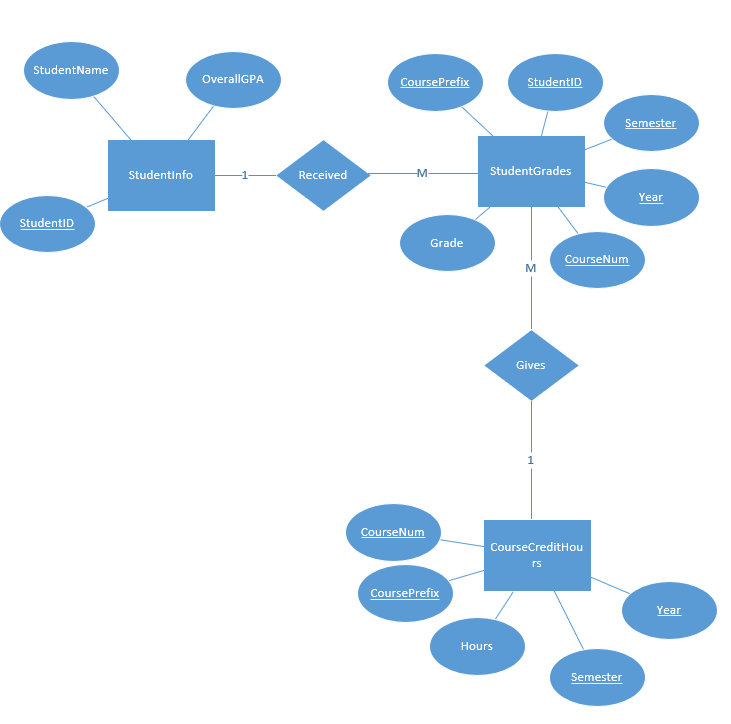 StudentName
OverallGPA
StudentInfo
StudentID
1
Received
M
CoursePrefix
StudentID
Semester
StudentGrades
Year
Grade
CourseNum
M
Gives
1
CourseNum
CourseCreditHou
rs
CoursePrefix
Year
Hours
Semester